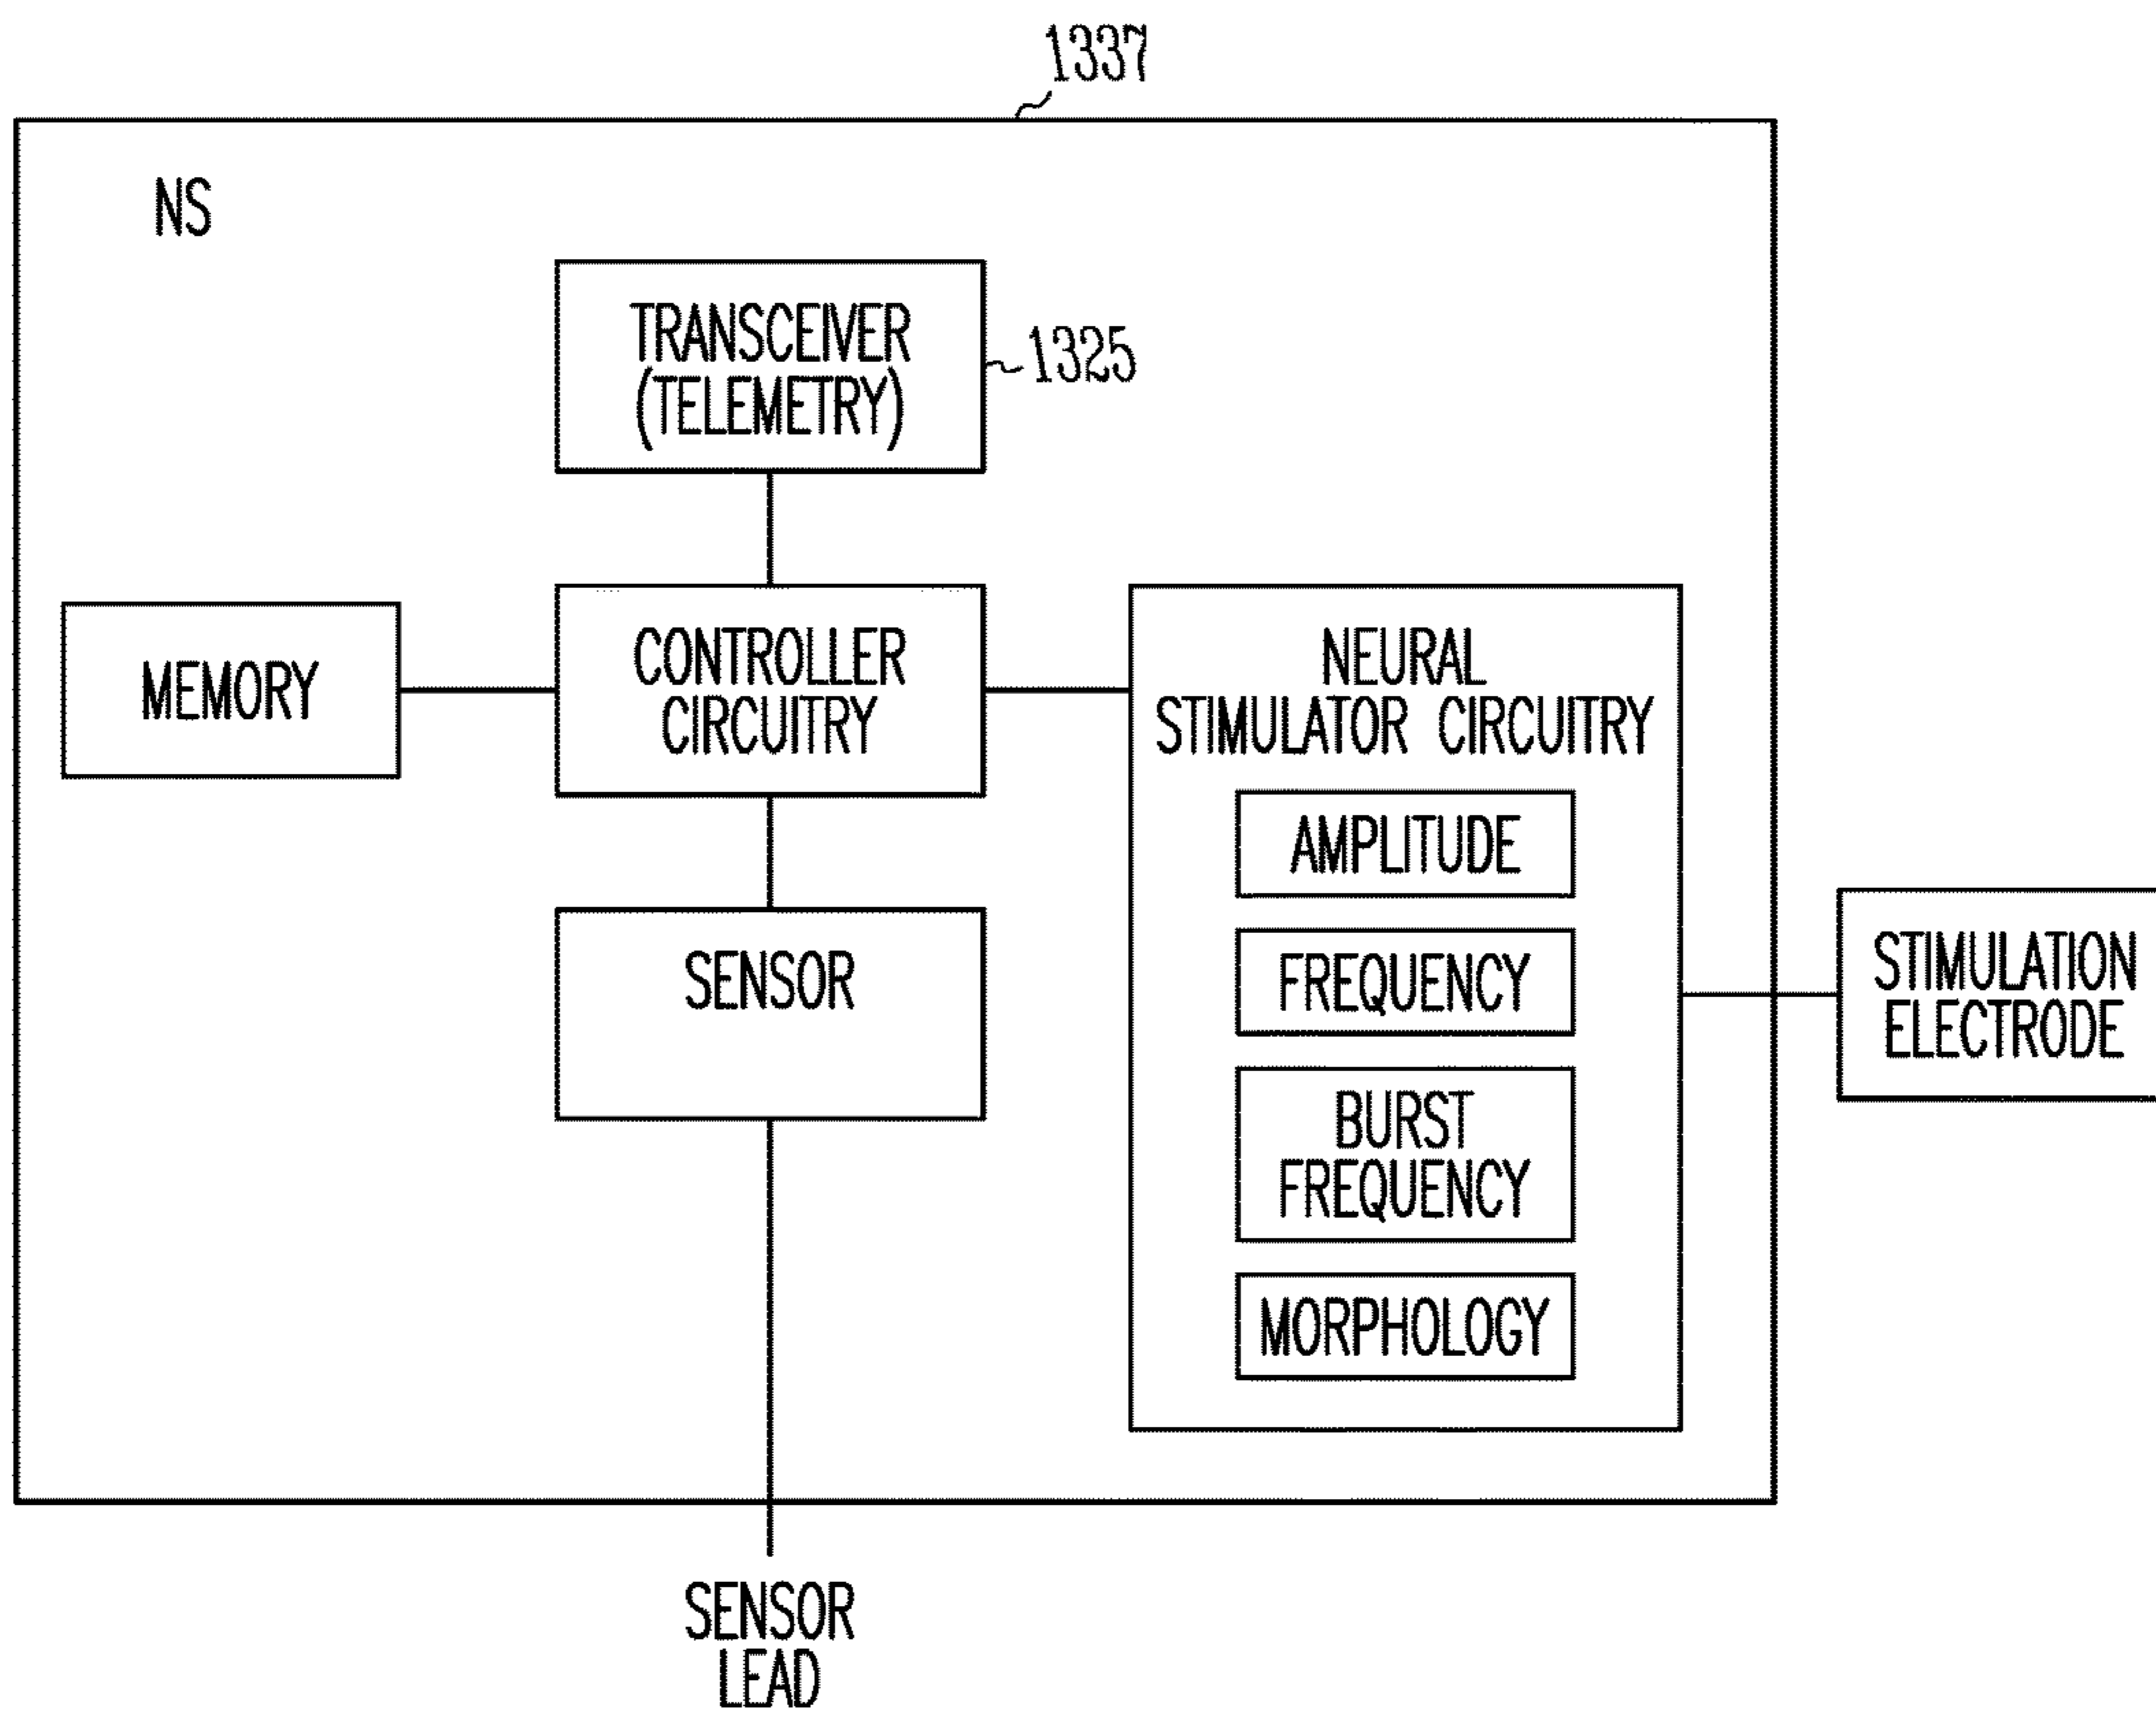 1337
NS
TRANSCEIVER
(TELEMETRY)
1325
MEMORY
CONTROLLER
CIRCUITRY
NEURAL
STIMULATOR CIRCUITRY
AMPLITUDE
FREQUENCY
BURST
FREQUENCY
MORPHOLOGY
SENSOR
STIMULATION
ELECTRODE
SENSOR
LEAD